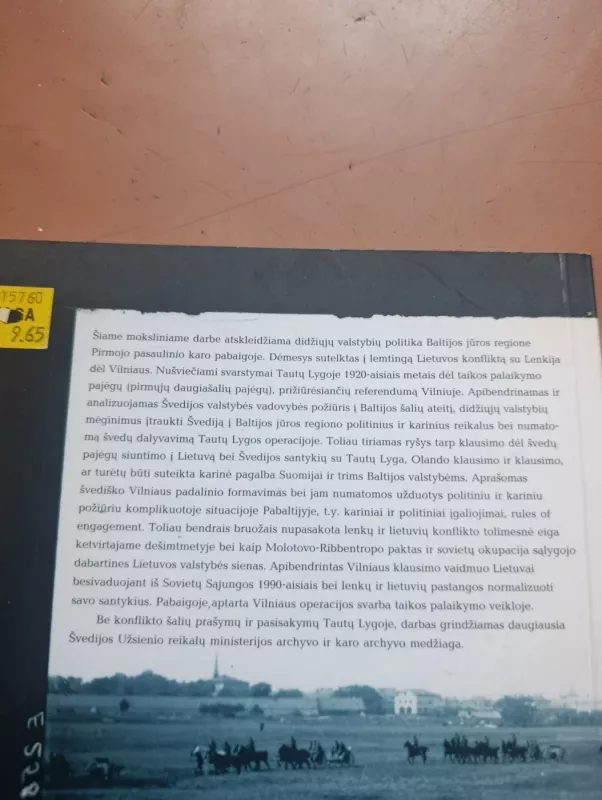 15760
SA
9.65
Šiame moksliniame darbe atskleidžiama didžiųjų valstybių politika Baltijos jūros regione
Pirmojo pasaulinio karo pabaigoje. Dėmesys sutelktas į lemtingą Lietuvos konfliktą su Lenkija
dėl Vilniaus. Nušviečiami svarstymai Tautų Lygoje 1920-aisiais metais dėl taikos palaikymo
pajėgų (pirmųjų daugiašalių pajėgų), prižiūrėsiančių referendumą Vilniuje. Apibendrinamas ir
analizuojamas Švedijos valstybės vadovybės požiūris į Baltijos šalių ateitį, didžiųjų valstybių
mėginimus įtraukti Švediją į Baltijos jūros regiono politinius ir karinius reikalus bei numato-
mą švedų dalyvavimą Tautų Lygos operacijoje. Toliau tiriamas ryšys tarp klausimo dėl švedų
pajėgų siuntimo į Lietuvą bei Švedijos santykių su Tautų Lyga, Olando klausimo ir klausimo,
ar turėtų būti suteikta karinė pagalba Suomijai ir trims Baltijos valstybėms. Aprašomas
švediško Vilniaus padalinio formavimas bei jam numatomos užduotys politiniu ir kariniu
požiūriu komplikuotoje situacijoje Pabaltijyje, t.y. kariniai ir politiniai įgaliojimai, rules of
engagement. Toliau bendrais bruožais nupasakota lenkų ir lietuvių konflikto tolimesnė eiga
ketvirtajame dešimtmetyje bei kaip Molotovo-Ribbentropo paktas ir sovietų okupacija sąlygojo
dabartines Lietuvos valstybės sienas. Apibendrintas Vilniaus klausimo vaidmuo Lietuvai
besivaduojant iš Sovietų Sąjungos 1990-aisiais bei lenkų ir lietuvių pastangos normalizuoti
savo santykius. Pabaigoje aptarta Vilniaus operacijos svarba taikos palaikymo veikloje.
Be konflikto šalių prašymų ir pasisakymų Tautų Lygoje, darbas grindžiamas daugiausia
Švedijos Užsienio reikalų ministerijos archyvo ir karo archyvo medžiaga.